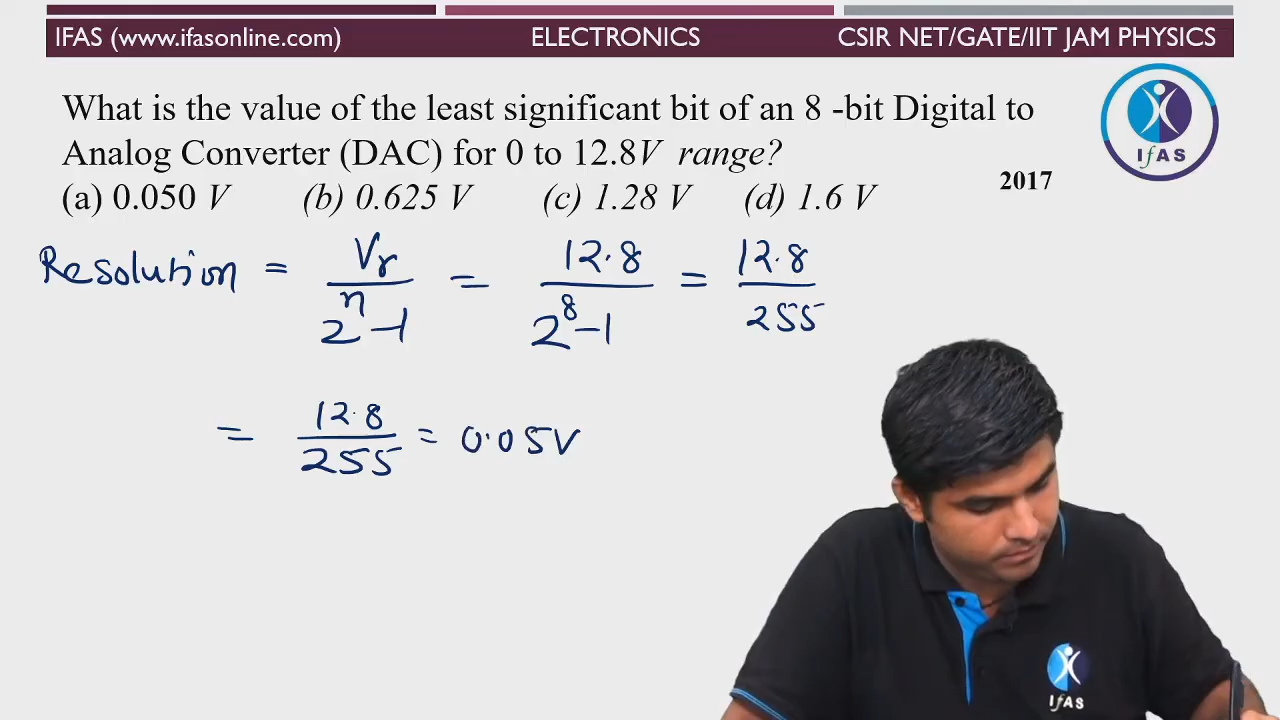 IFAS (www.ifasonline.com) ELECTRONICS CSIR NET/GATE/IIT JAM PHYSICS
What is the value of the least significant bit of an 8 -bit Digital to
Analog Converter (DAC) for 0 to 12.8V range?
(a) 0.050 V (b) 0.625 V (c) 1.28 V (d) 1.6 V
2017
IfAS
Resolution = Vr / 2^n-1 = 12.8 / 2^8-1 = 12.8 / 255
= 12.8 / 255 = 0.05V
IfAS